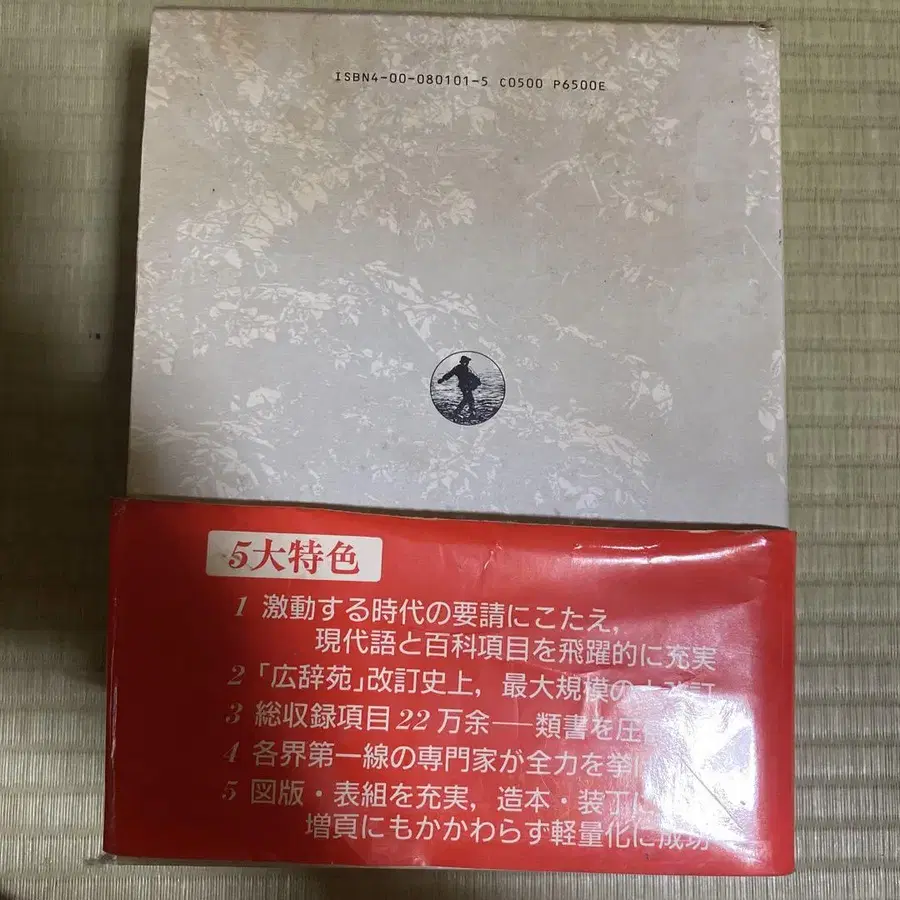 ISBN4-00-080101-5 C0500 P6500E
5大特色
1 激動する時代の要請にこたえ,
現代語と百科項目を飛躍的に充実
2 「広辞苑」改訂史上, 最大規模の大改訂
3 総収録項目22万余―類書を圧
4 各界第一線の専門家が全力を挙げ
5 図版・表組を充実, 造本・装丁に
増頁にもかかわらず軽量化に成功